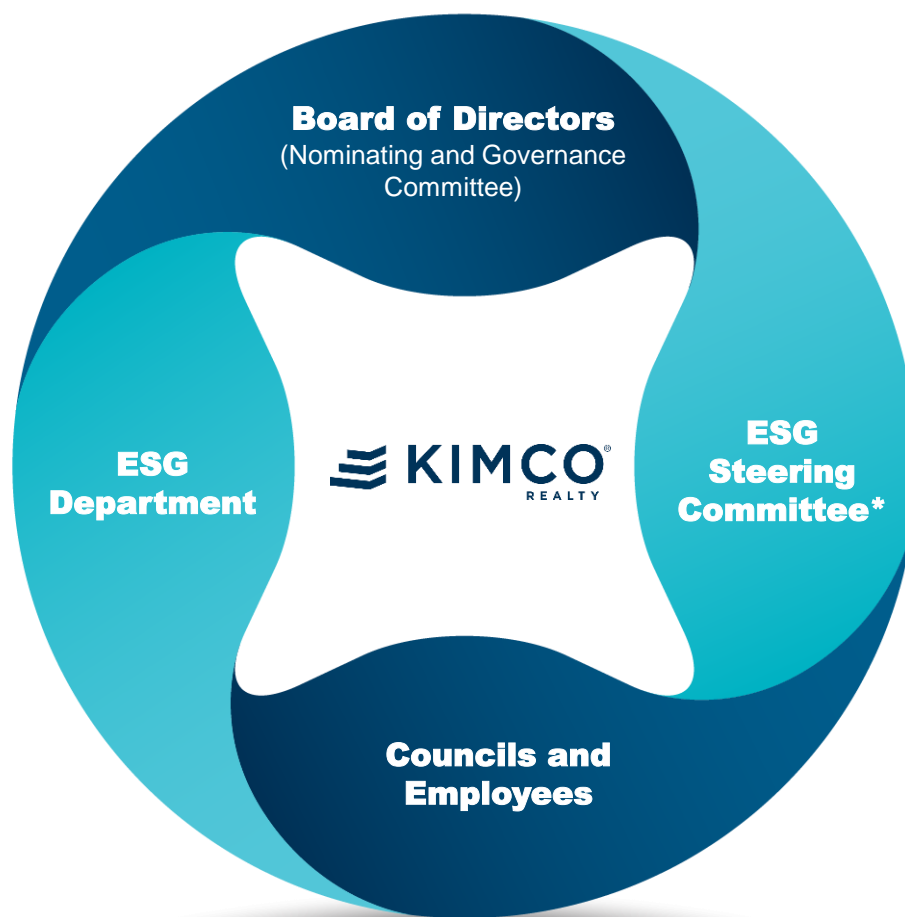 Board of Directors
(Nominating and Governance
Committee)
ESG
Department
KIMCO®
REALTY
ESG
Steering
Committee*
Councils and
Employees